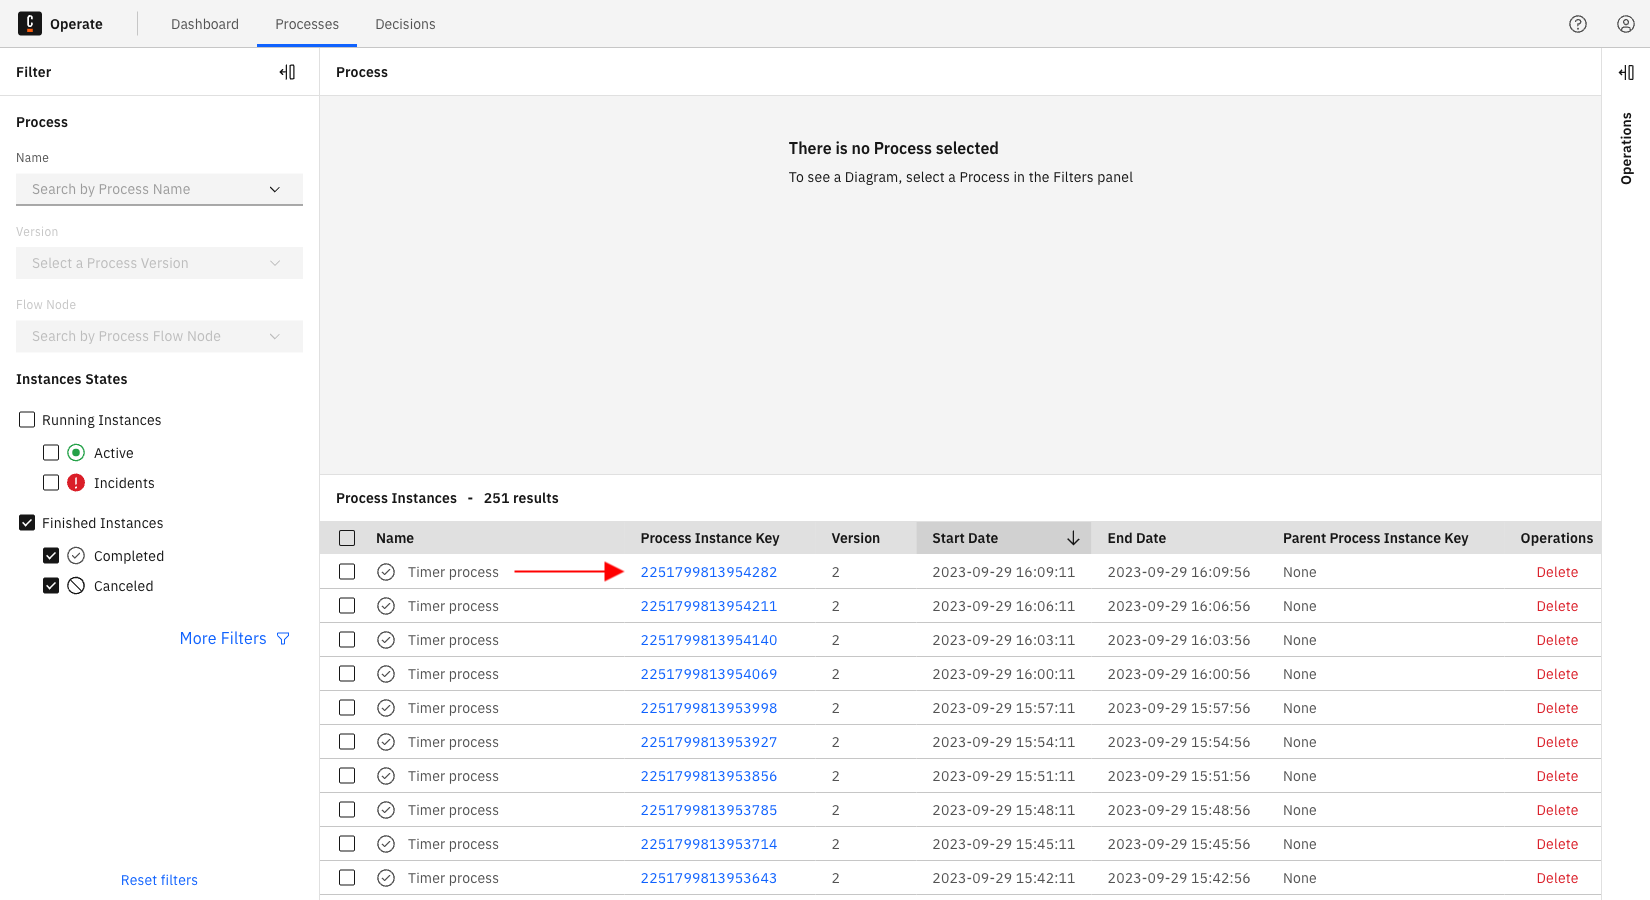 C Operate Dashboard Processes Decisions
Filter
Process
Name
Search by Process Name
Version
Select a Process Version
Flow Node
Search by Process Flow Node
Instances States
Running Instances
Active
Incidents
Finished Instances
Completed
Canceled
More Filters
Reset filters
Process
There is no Process selected
To see a Diagram, select a Process in the Filters panel
Process Instances - 251 results
Name Process Instance Key Version Start Date End Date Parent Process Instance Key Operations
Timer process 2251799813954282 2 2023-09-29 16:09:11 2023-09-29 16:09:56 None Delete
Timer process 2251799813954211 2 2023-09-29 16:06:11 2023-09-29 16:06:56 None Delete
Timer process 2251799813954140 2 2023-09-29 16:03:11 2023-09-29 16:03:56 None Delete
Timer process 2251799813954069 2 2023-09-29 16:00:11 2023-09-29 16:00:56 None Delete
Timer process 2251799813953998 2 2023-09-29 15:57:11 2023-09-29 15:57:56 None Delete
Timer process 2251799813953927 2 2023-09-29 15:54:11 2023-09-29 15:54:56 None Delete
Timer process 2251799813953856 2 2023-09-29 15:51:11 2023-09-29 15:51:56 None Delete
Timer process 2251799813953785 2 2023-09-29 15:48:11 2023-09-29 15:48:56 None Delete
Timer process 2251799813953714 2 2023-09-29 15:45:11 2023-09-29 15:45:56 None Delete
Timer process 2251799813953643 2 2023-09-29 15:42:11 2023-09-29 15:42:56 None Delete
Operations